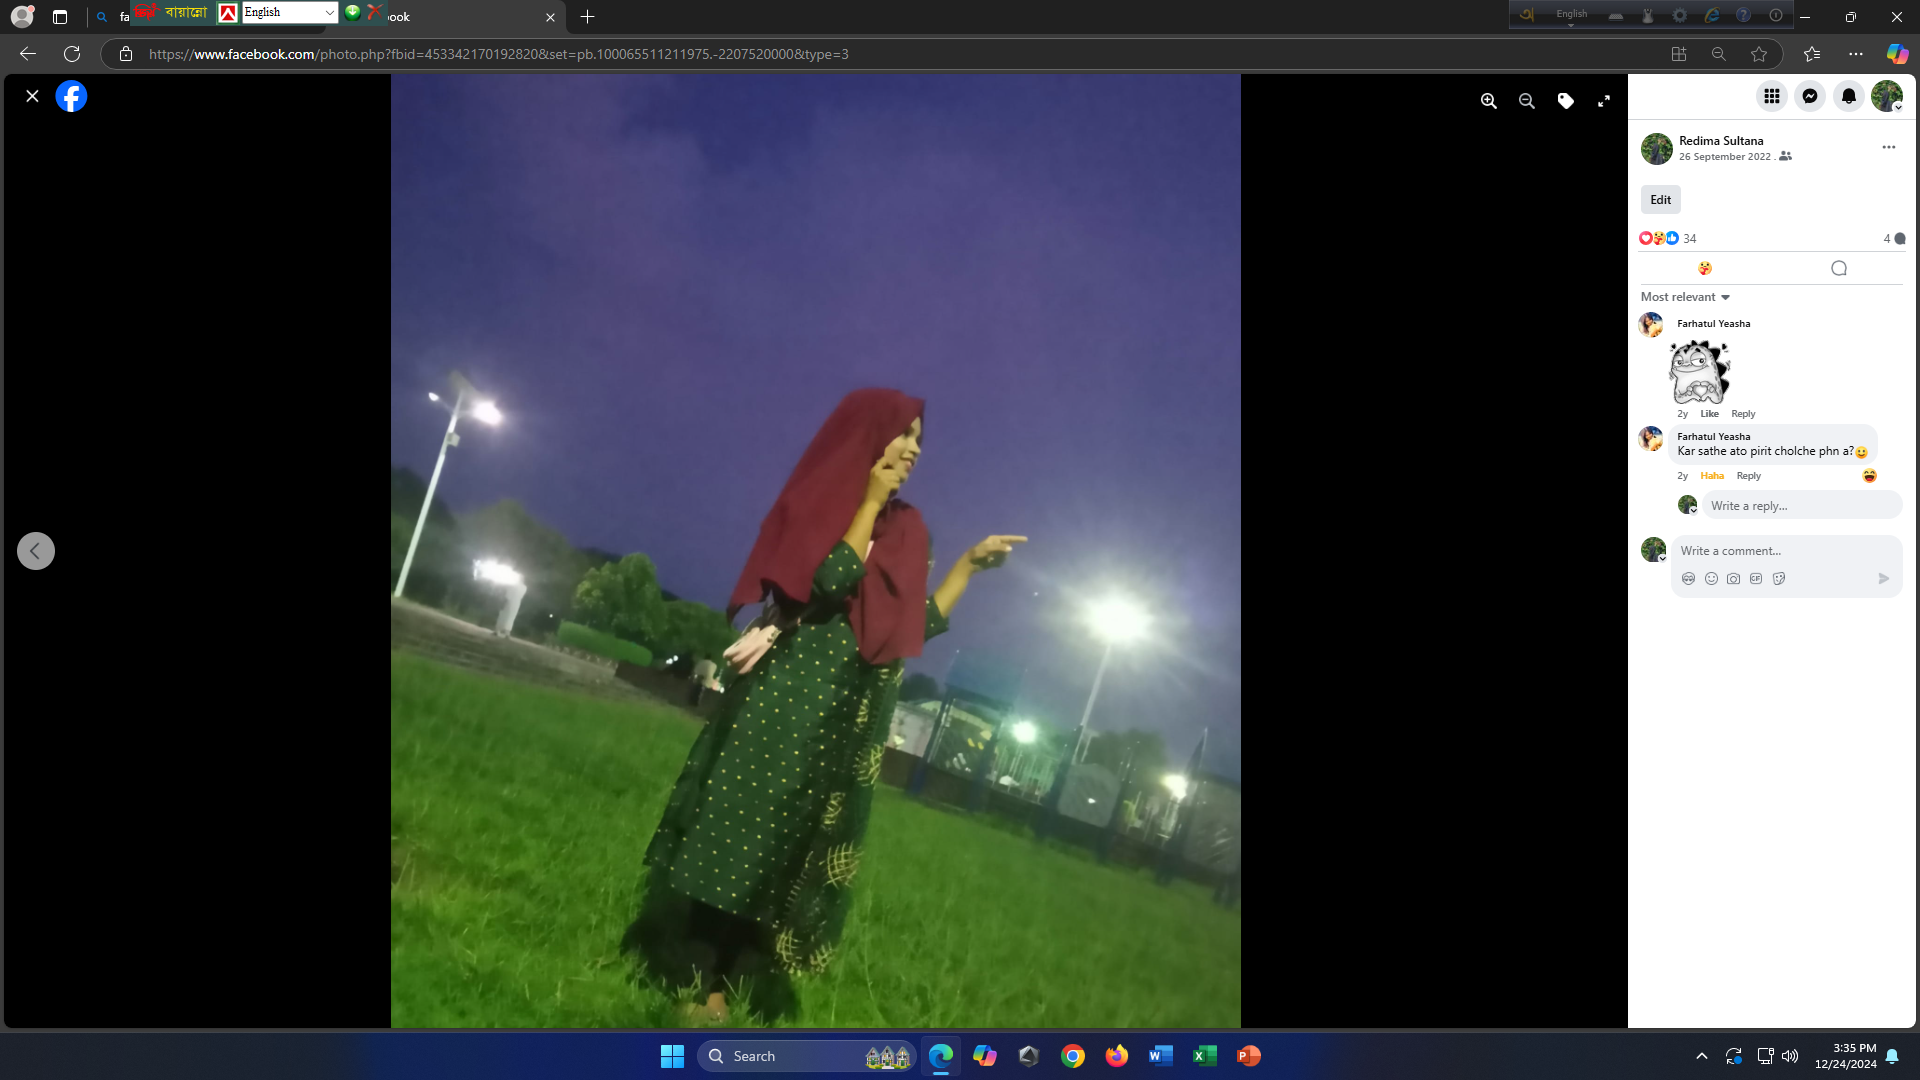 fa
বায়ান্নো
English
book
English
https://www.facebook.com/photo.php?fbid=453342170192820&set=pb.100065511211975.-2207520000&type=3
Redima Sultana
26 September 2022 .
Edit
34
4
Most relevant
Farhatul Yeasha
2y Like Reply
Farhatul Yeasha
Kar sathe ato pirit cholche phn a?
2y Haha Reply
Write a reply...
Write a comment...
GIF
Search
3:35 PM
12/24/2024